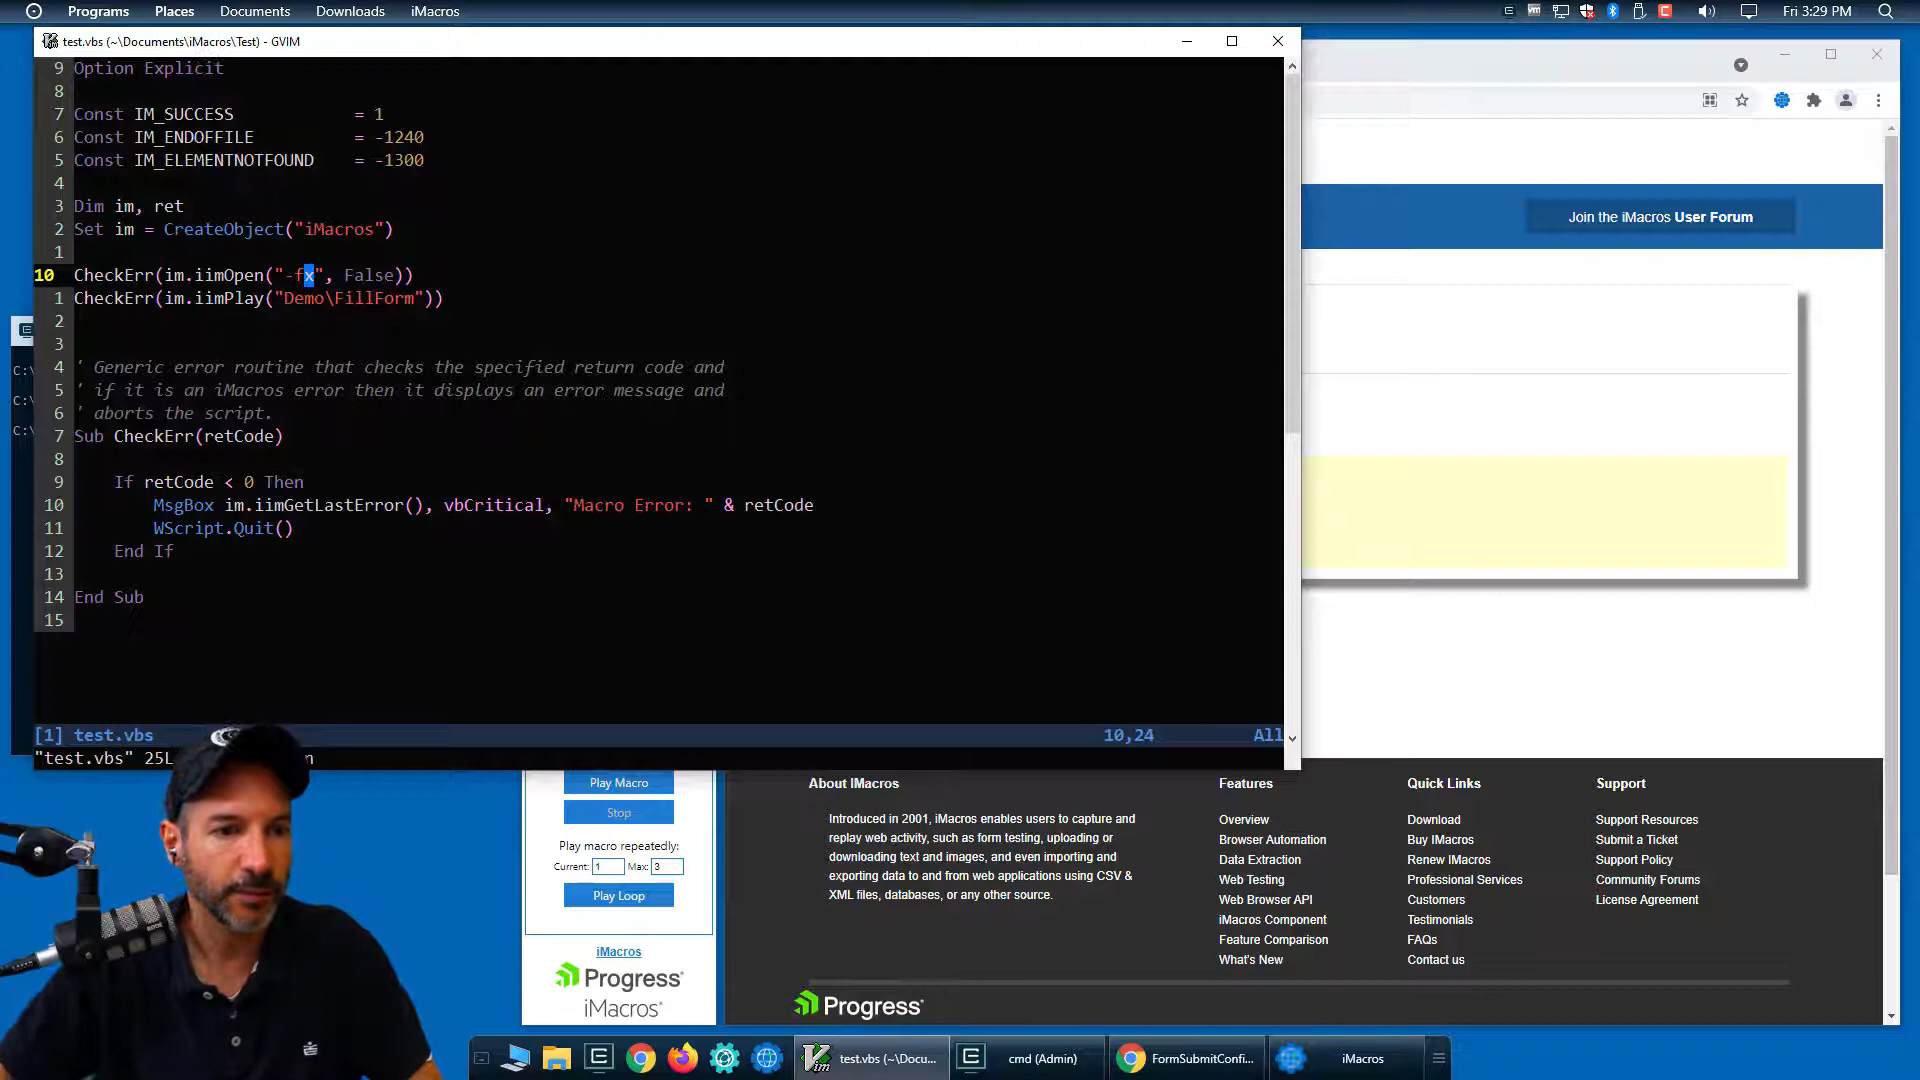 Programs Places Documents Downloads iMacros
Fri 3:29 PM
test.vbs (~\Documents\iMacros\Test) - GVIM
9 Option Explicit
8
7 Const IM_SUCCESS = 1
6 Const IM_ENDOFFILE = -1240
5 Const IM_ELEMENTNOTFOUND = -1300
4
3 Dim im, ret
2 Set im = CreateObject("iMacros")
1
10 CheckErr(im.iimOpen("-fx", False))
1 CheckErr(im.iimPlay("Demo\FillForm"))
2
3
4 ' Generic error routine that checks the specified return code and
5 ' if it is an iMacros error then it displays an error message and
6 ' aborts the script.
7 Sub CheckErr(retCode)
8
9 If retCode < 0 Then
10 MsgBox im.iimGetLastError(), vbCritical, "Macro Error: " & retCode
11 WScript.Quit()
12 End If
13
14 End Sub
15
[1] test.vbs 10,24 All
"test.vbs" 25L
C:\
C:\
C:\
Join the iMacros User Forum
Play Macro
Stop
Play macro repeatedly:
Current: 1 Max: 3
Play Loop
iMacros
Progress
iMacros
About iMacros
Introduced in 2001, iMacros enables users to capture and
replay web activity, such as form testing, uploading or
downloading text and images, and even importing and
exporting data to and from web applications using CSV &
XML files, databases, or any other source.
Progress
Features
Overview
Browser Automation
Data Extraction
Web Testing
Web Browser API
iMacros Component
Feature Comparison
What's New
Quick Links
Download
Buy IMacros
Renew IMacros
Professional Services
Customers
Testimonials
FAQs
Contact us
Support
Support Resources
Submit a Ticket
Support Policy
Community Forums
License Agreement
RODE
test.vbs (~\Docu... cmd (Admin) FormSubmitConfi... iMacros